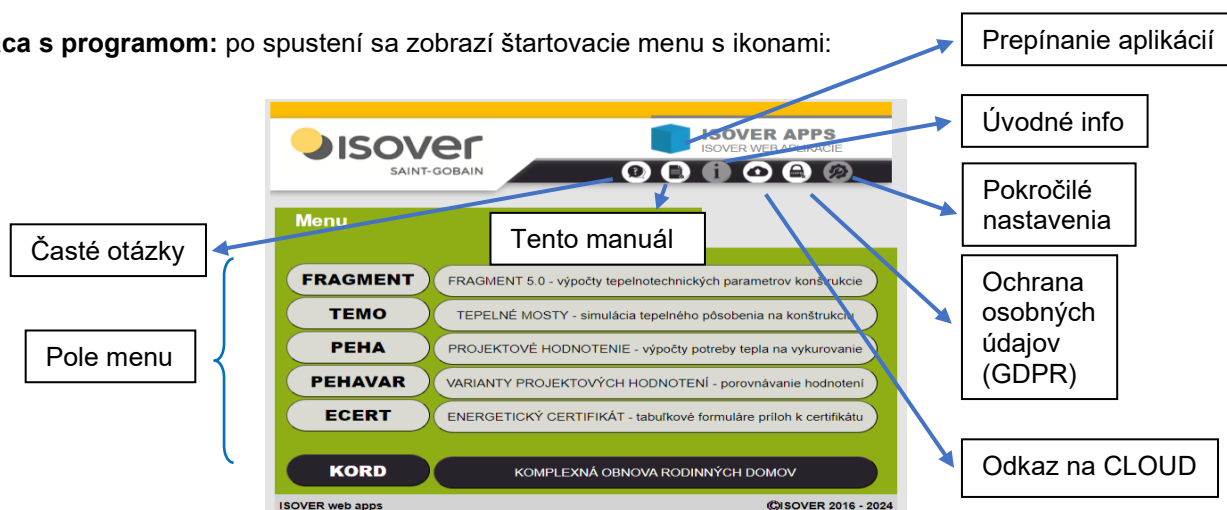 ca s programom: po spustení sa zobrazí štartovacie menu s ikonami:
Prepínanie aplikácií
Úvodné info
Pokročilé
nastavenia
Ochrana
osobných
údajov
(GDPR)
Odkaz na CLOUD
Časté otázky
Tento manuál
Pole menu
isover
SAINT-GOBAIN
ISOVER APPS
ISOVER WEB APLIKÁCIE
Menu
FRAGMENT FRAGMENT 5.0 - výpočty tepelnotechnických parametrov konštrukcie
TEMO TEPELNÉ MOSTY - simulácia tepelného pôsobenia na konštrukciu
PEHA PROJEKTOVÉ HODNOTENIE - výpočty potreby tepla na vykurovanie
PEHAVAR VARIANTY PROJEKTOVÝCH HODNOTENÍ - porovnávanie hodnotení
ECERT ENERGETICKÝ CERTIFIKÁT - tabuľkové formuláre príloh k certifikátu
KORD KOMPLEXNÁ OBNOVA RODINNÝCH DOMOV
ISOVER web apps ©ISOVER 2016 - 2024